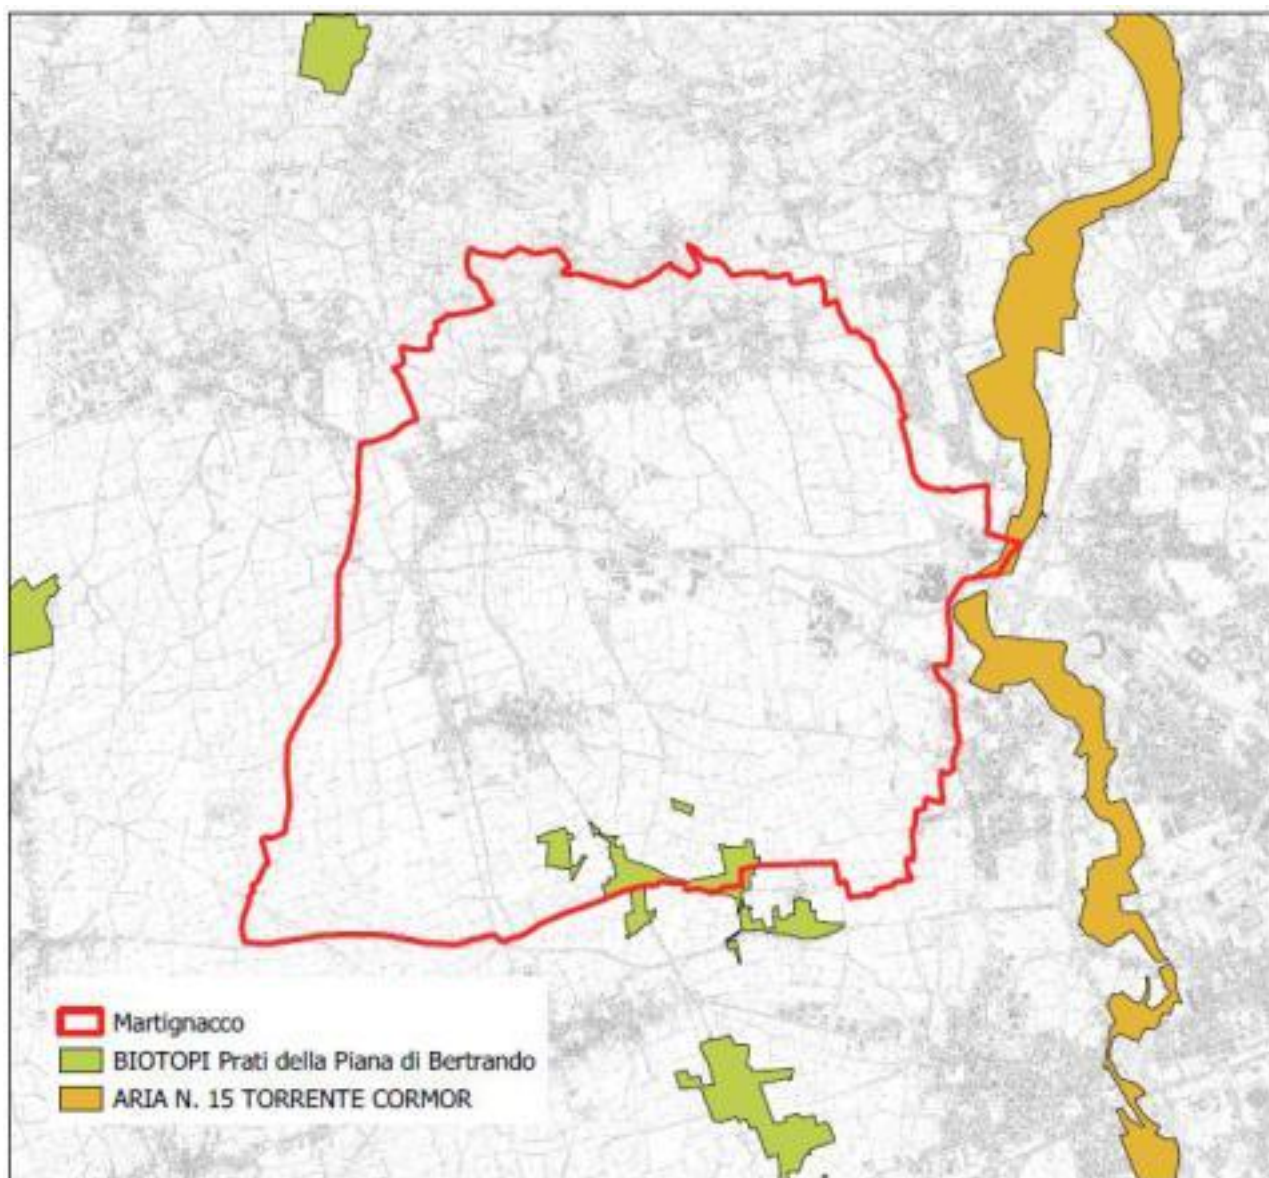 Martignacco
BIOTOPI Prati della Piana di Bertrando
ARIA N. 15 TORRENTE CORMOR